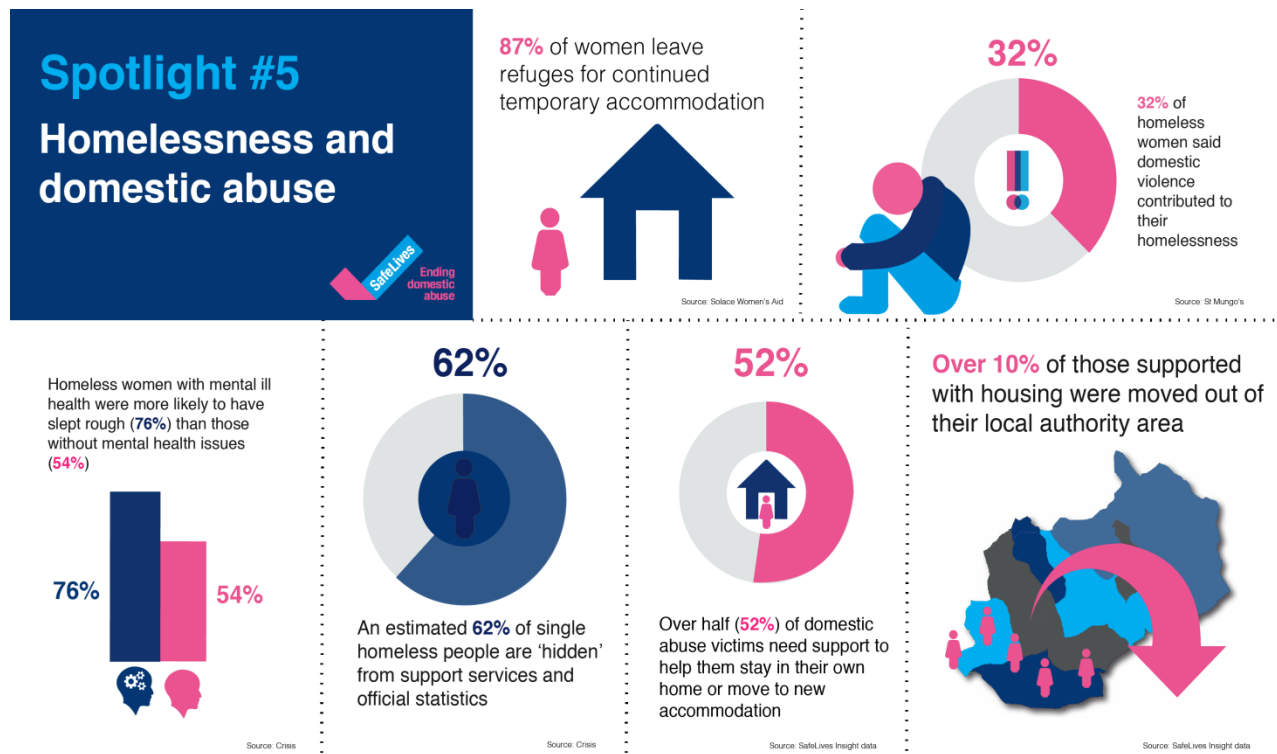 Spotlight #5
Homelessness and
domestic abuse
SafeLives
Ending
domestic
abuse
87% of women leave
refuges for continued
temporary accommodation
Source: Solace Women's Aid
32%
32% of
homeless
women said
domestic
violence
contributed to
their
homelessness
Source: St Mungo's
Homeless women with mental ill
health were more likely to have
slept rough (76%) than those
without mental health issues
(54%)
76%
54%
Source: Crisis
62%
An estimated 62% of single
homeless people are ‘hidden’
from support services and
official statistics
Source: Crisis
52%
Over half (52%) of domestic
abuse victims need support to
help them stay in their own
home or move to new
accommodation
Source: SafeLives Insight data
Over 10% of those supported
with housing were moved out of
their local authority area
Source: SafeLives Insight data